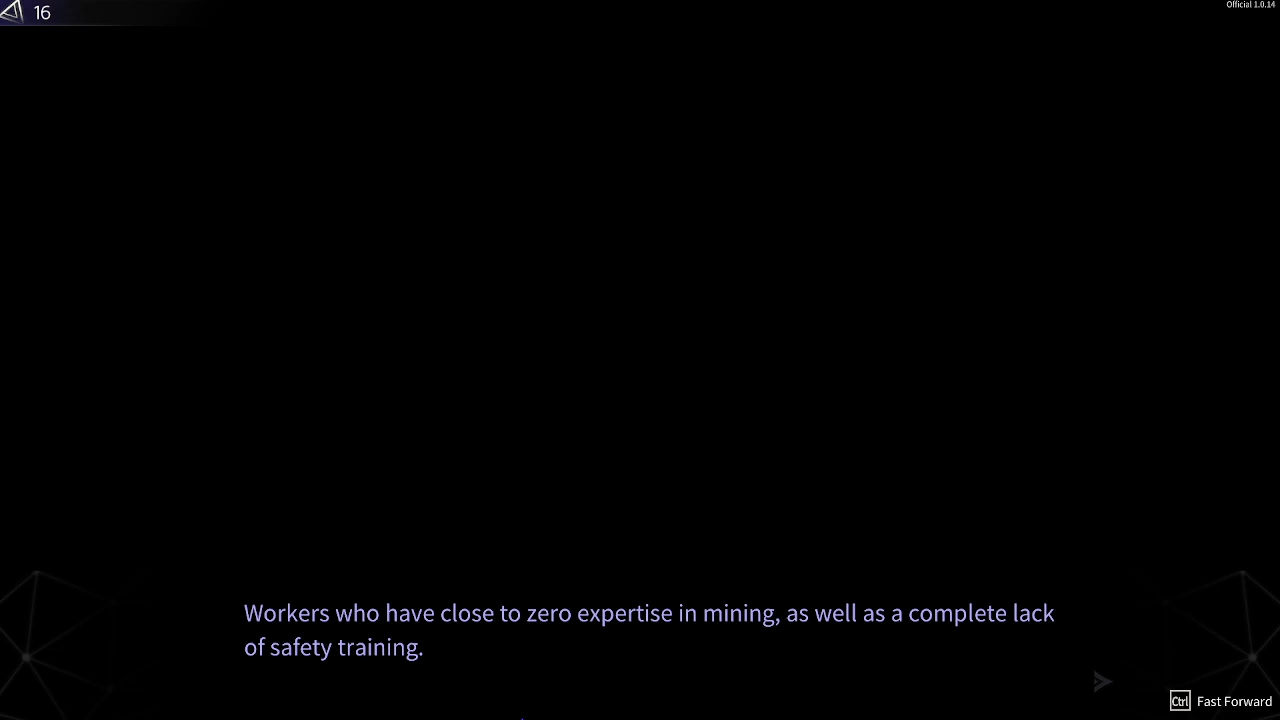 16
Official 1.0.14
Workers who have close to zero expertise in mining, as well as a complete lack
of safety training.
Ctrl Fast Forward